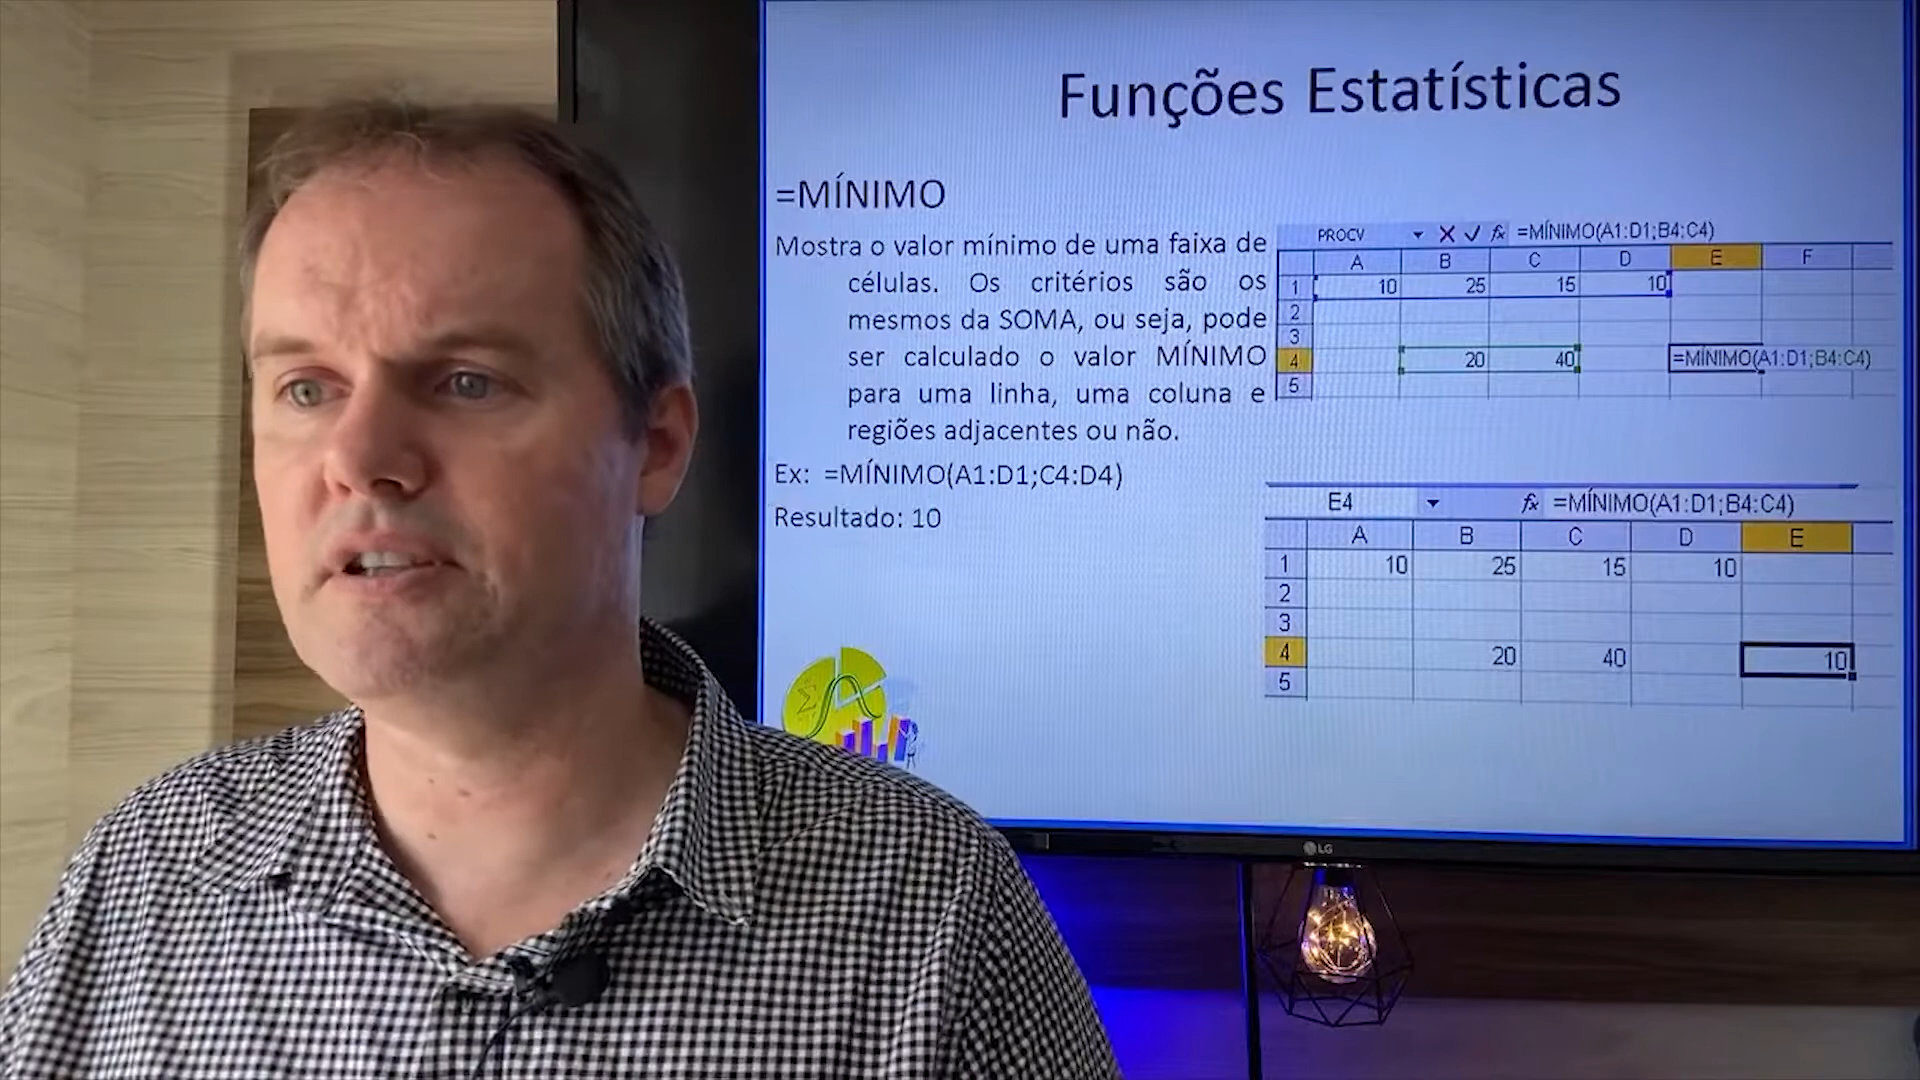 Funções Estatísticas
=MÍNIMO
Mostra o valor mínimo de uma faixa de
células. Os critérios são os
mesmos da SOMA, ou seja, pode
ser calculado o valor MÍNIMO
para uma linha, uma coluna e
regiões adjacentes ou não.
Ex: =MÍNIMO(A1:D1;C4:D4)
Resultado: 10
PROCV fx =MÍNIMO(A1:D1;B4:C4)
A B C D E F
1 10 25 15 10
2
3
4 20 40 =MÍNIMO(A1:D1;B4:C4)
5
E4 fx =MÍNIMO(A1:D1;B4:C4)
A B C D E
1 10 25 15 10
2
3
4 20 40 10
5
Σ
LG